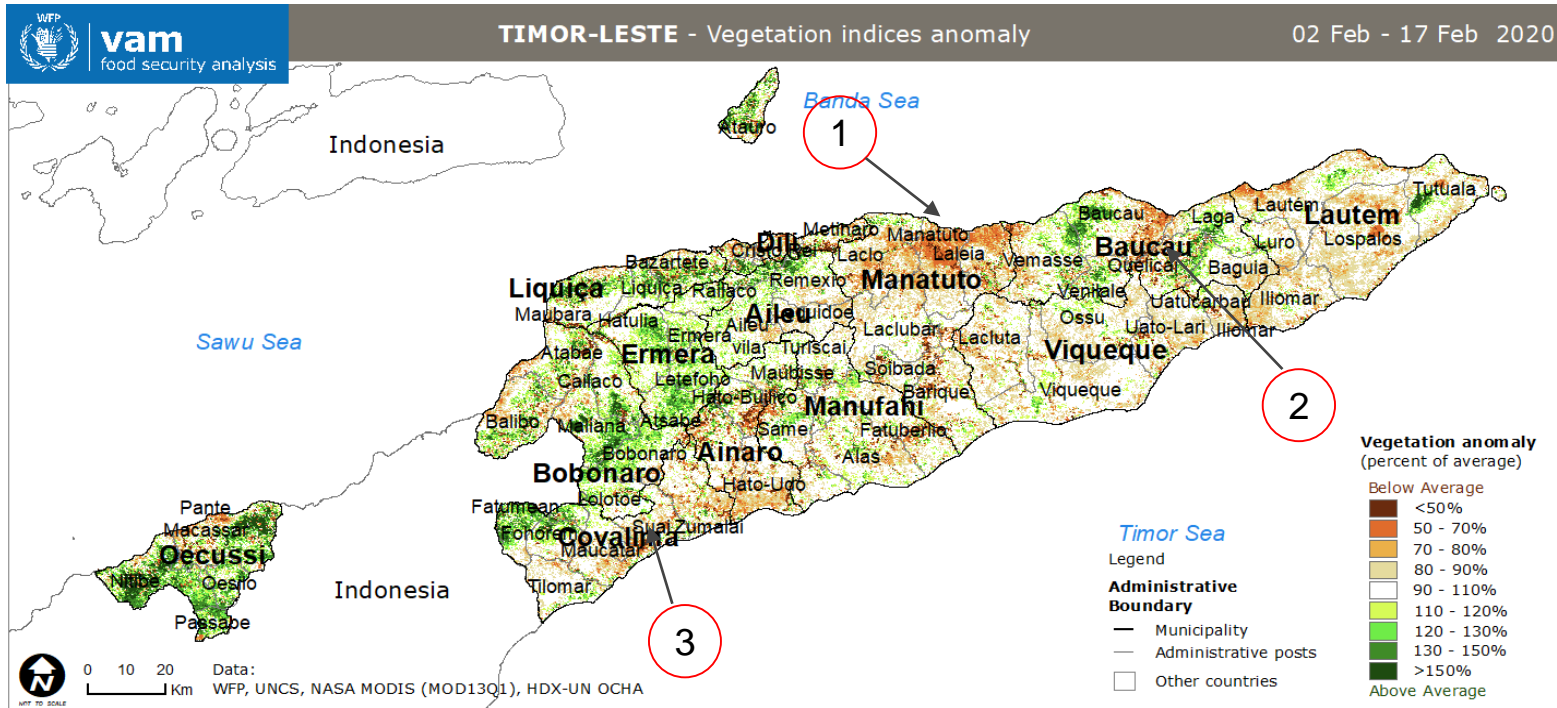 WFP
vam
food security analysis
TIMOR-LESTE - Vegetation indices anomaly
02 Feb - 17 Feb 2020
Banda Sea
Indonesia
Atauro
1
Tutuala
Lautém
Lautem
Baucau
Laga
Metinaro
Manatuto
Lospalos
Dili
Cristo Rei
Laclo
Laleia
Baucau
Luro
Bazartete
Vemasse
Quelicai
Baguia
Remexio
Manatuto
Liquiça
Liquiça
Railaco
Venilale
Uatucarbau
Iliomar
Maubara
Hatulia
Aileu
Laclubar
Ossu
Uato-Lari
Iliomar
Sawu Sea
Ermera
Aileu
vila
Turiscai
Lacluta
Viqueque
Atabae
Ermera
Cailaco
Letefoho
Maubisse
Soibada
Viqueque
2
Hato-Builico
Barique
Manufahi
Balibo
Maliana
Atsabe
Same
Fatuberlio
Bobonaro
Ainaro
Alas
Bobonaro
Hato-Udo
Lolotoe
Pante
Macassar
Fatumean
Fohorem
Suai
Zumalai
Covalima
Maucatar
Oecussi
Nitibe
Oesilo
Indonesia
Tilomar
Passabe
3
Timor Sea
Legend
Administrative
Boundary
Municipality
Administrative posts
Other countries
Vegetation anomaly
(percent of average)
Below Average
<50%
50 - 70%
70 - 80%
80 - 90%
90 - 110%
110 - 120%
120 - 130%
130 - 150%
>150%
Above Average
N
NOT TO SCALE
0 10 20
Km
Data:
WFP, UNCS, NASA MODIS (MOD13Q1), HDX-UN OCHA